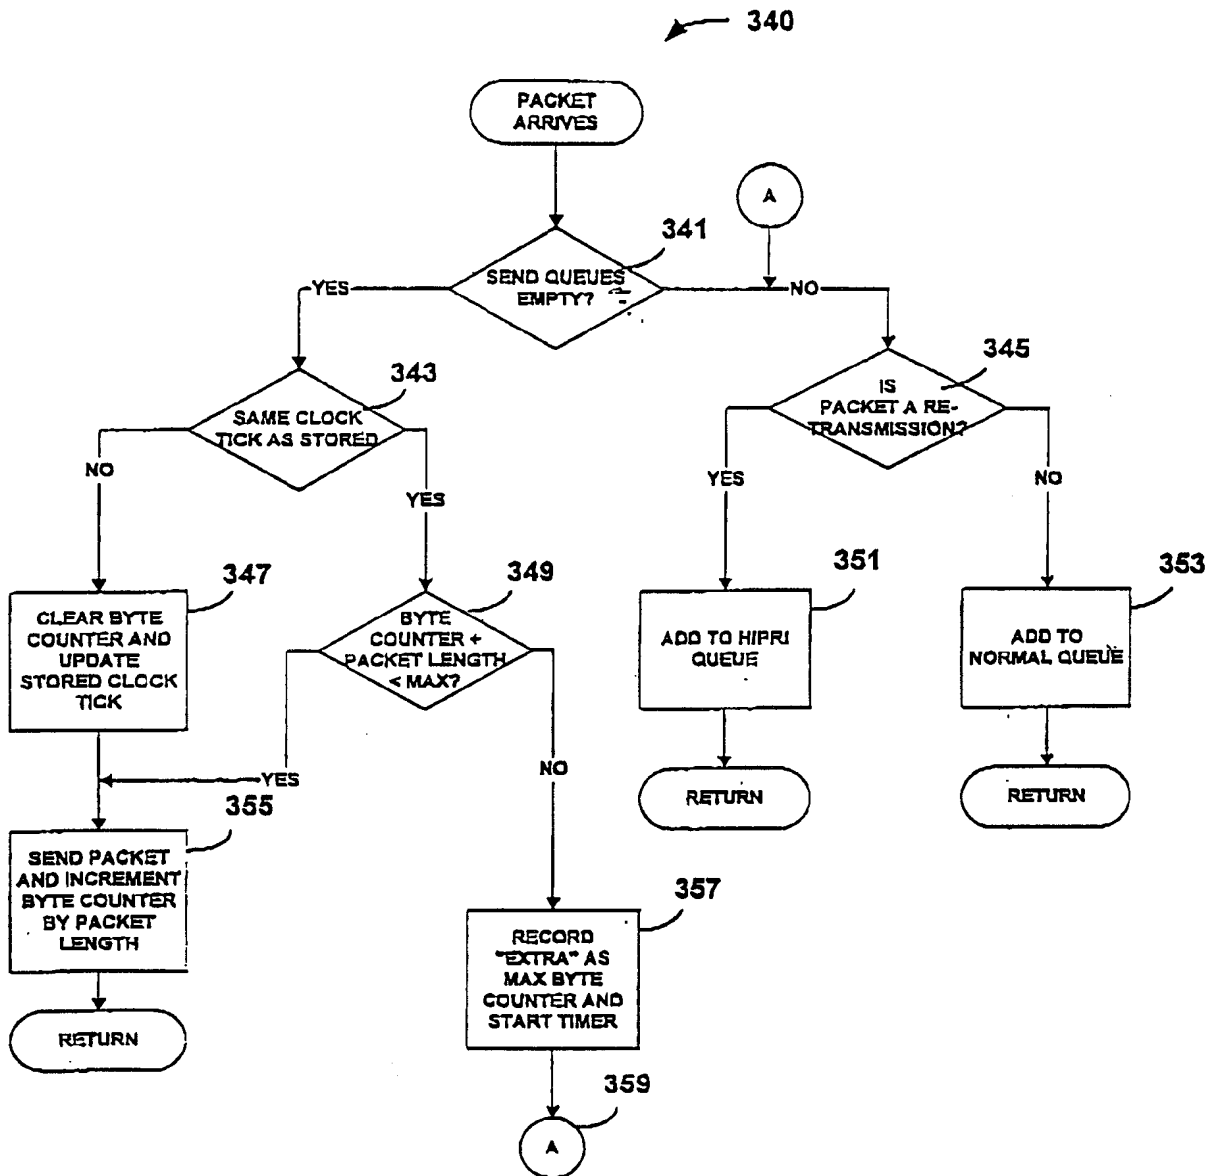 340
PACKET
ARRIVES
A
341
SEND QUEUES
EMPTY?
YES
NO
343
SAME CLOCK
TICK AS STORED
345
IS
PACKET A RE-
TRANSMISSION?
NO
YES
YES
NO
347
CLEAR BYTE
COUNTER AND
UPDATE
STORED CLOCK
TICK
349
BYTE
COUNTER +
PACKET LENGTH
< MAX?
351
ADD TO HIPRI
QUEUE
353
ADD TO
NORMAL QUEUE
YES
NO
RETURN
RETURN
355
SEND PACKET
AND INCREMENT
BYTE COUNTER
BY PACKET
LENGTH
357
RECORD
"EXTRA" AS
MAX BYTE
COUNTER AND
START TIMER
RETURN
359
A